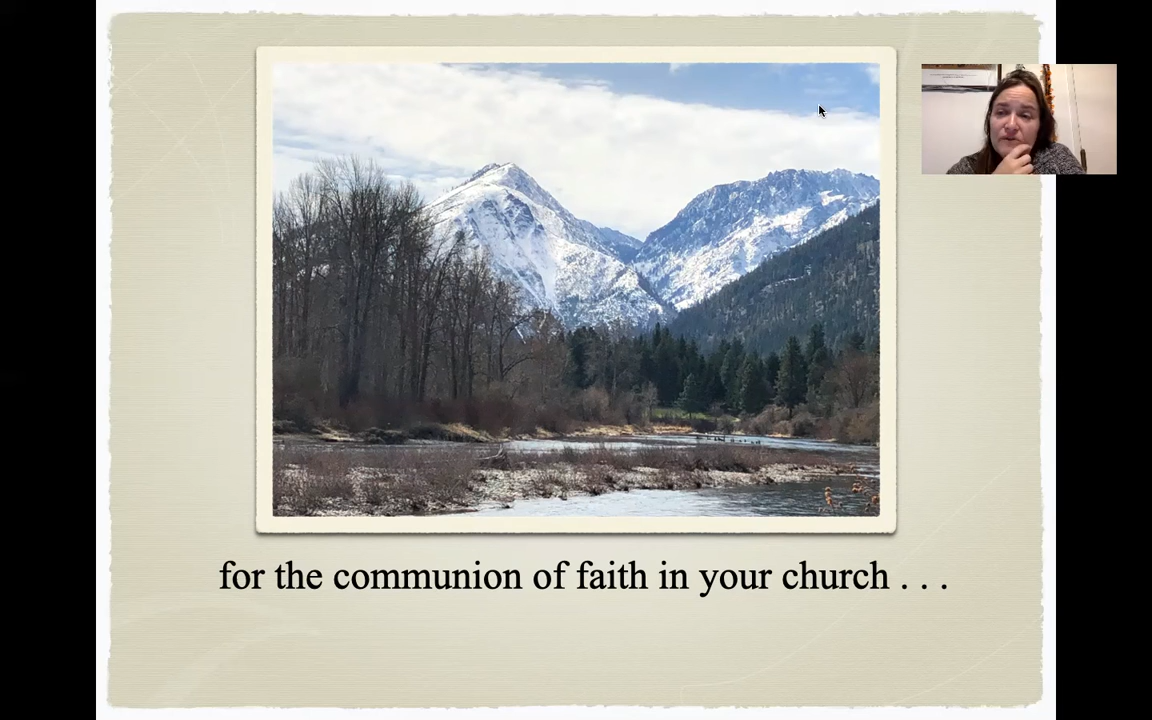 for the communion of faith in your church . . .